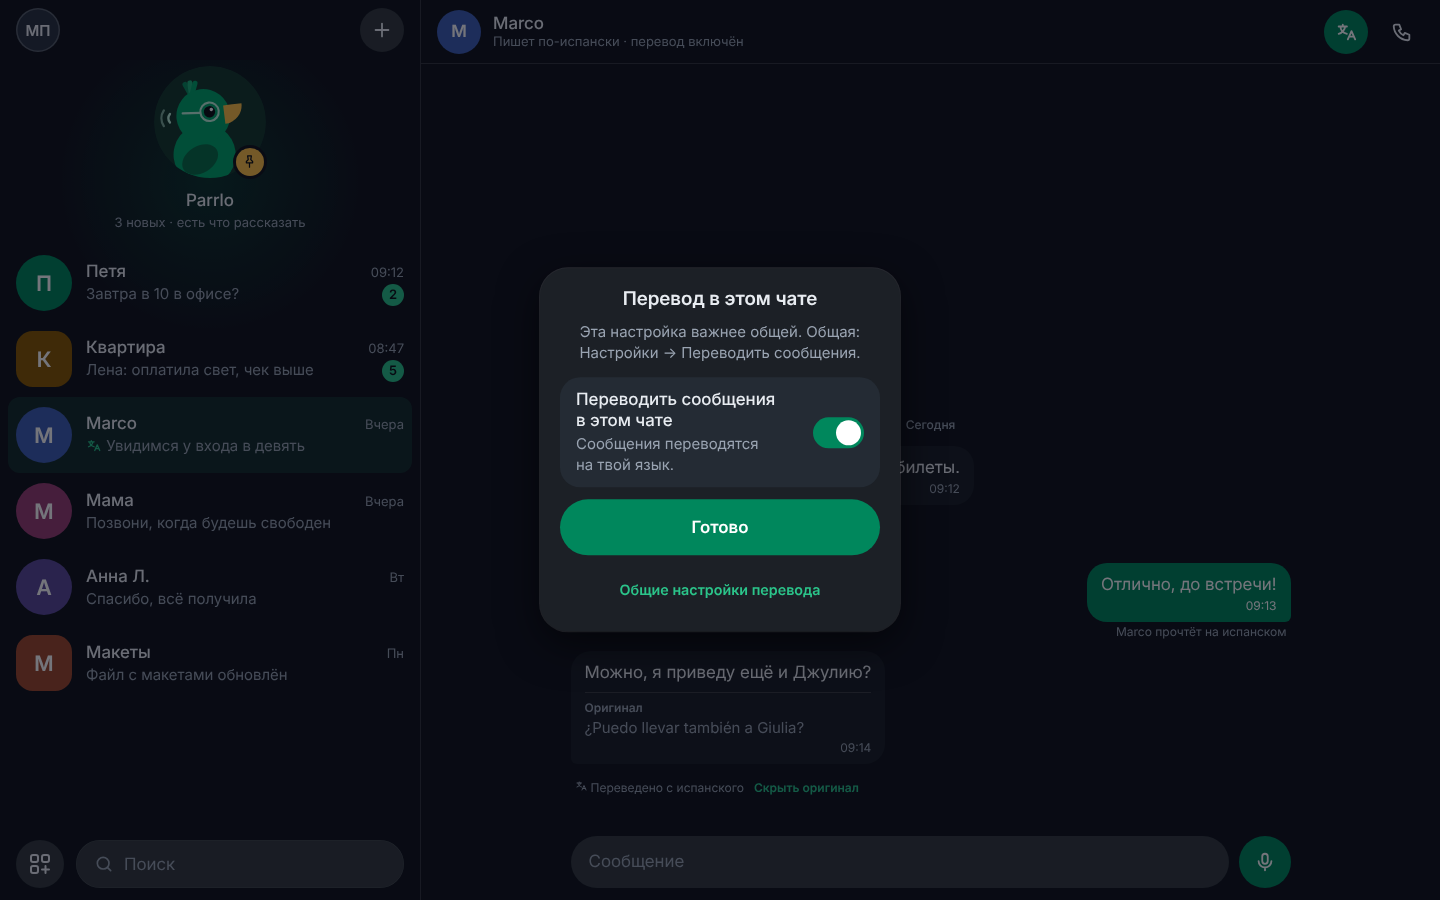 МП
Parrlo
3 новых · есть что рассказать
П
Петя
09:12
Завтра в 10 в офисе?
2
К
Квартира
08:47
Лена: оплатила свет, чек выше
5
М
Marco
Вчера
Увидимся у входа в девять
М
Мама
Вчера
Позвони, когда будешь свободен
А
Анна Л.
Вт
Спасибо, всё получила
М
Макеты
Пн
Файл с макетами обновлён
Поиск
M
Marco
Пишет по-испански · перевод включён
Перевод в этом чате
Эта настройка важнее общей. Общая:
Настройки → Переводить сообщения.
Переводить сообщения
в этом чате
Сообщения переводятся
на твой язык.
Готово
Общие настройки перевода
Сегодня
билеты.
09:12
Отлично, до встречи!
09:13
Marco прочтёт на испанском
Можно, я приведу ещё и Джулию?
Оригинал
¿Puedo llevar también a Giulia?
09:14
Переведено с испанского Скрыть оригинал
Сообщение